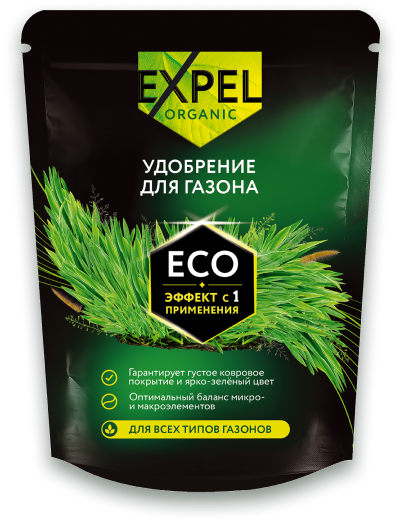 EXPEL
ORGANIC
УДОБРЕНИЕ
ДЛЯ ГАЗОНА
ECO
ЭФФЕКТ с 1
ПРИМЕНЕНИЯ
Гарантирует густое ковровое
покрытие и ярко-зелёный цвет
Оптимальный баланс микро-
и макроэлементов
ДЛЯ ВСЕХ ТИПОВ ГАЗОНОВ